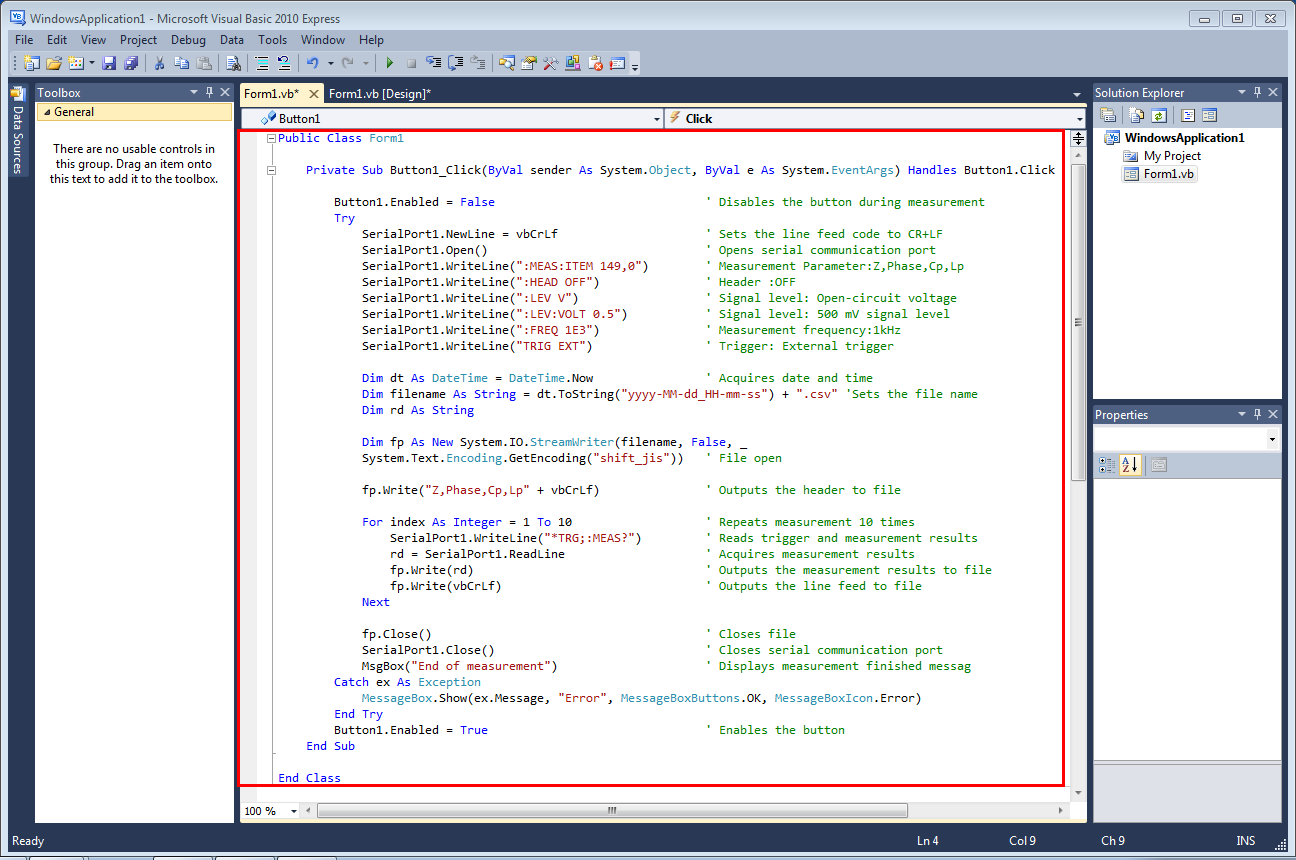 WindowsApplication1 - Microsoft Visual Basic 2010 Express
File Edit View Project Debug Data Tools Window Help
Data Sources
Toolbox
General
There are no usable controls in
this group. Drag an item onto
this text to add it to the toolbox.
Form1.vb* Form1.vb [Design]*
Button1 Click
Public Class Form1
Private Sub Button1_Click(ByVal sender As System.Object, ByVal e As System.EventArgs) Handles Button1.Click
Button1.Enabled = False ' Disables the button during measurement
Try
SerialPort1.NewLine = vbCrLf ' Sets the line feed code to CR+LF
SerialPort1.Open() ' Opens serial communication port
SerialPort1.WriteLine(":MEAS:ITEM 149,0") ' Measurement Parameter:Z,Phase,Cp,Lp
SerialPort1.WriteLine(":HEAD OFF") ' Header :OFF
SerialPort1.WriteLine(":LEV V") ' Signal level: Open-circuit voltage
SerialPort1.WriteLine(":LEV:VOLT 0.5") ' Signal level: 500 mV signal level
SerialPort1.WriteLine(":FREQ 1E3") ' Measurement frequency:1kHz
SerialPort1.WriteLine("TRIG EXT") ' Trigger: External trigger
Dim dt As DateTime = DateTime.Now ' Acquires date and time
Dim filename As String = dt.ToString("yyyy-MM-dd_HH-mm-ss") + ".csv" 'Sets the file name
Dim rd As String
Dim fp As New System.IO.StreamWriter(filename, False, _
System.Text.Encoding.GetEncoding("shift_jis")) ' File open
fp.Write("Z,Phase,Cp,Lp" + vbCrLf) ' Outputs the header to file
For index As Integer = 1 To 10 ' Repeats measurement 10 times
SerialPort1.WriteLine("*TRG;:MEAS?") ' Reads trigger and measurement results
rd = SerialPort1.ReadLine ' Acquires measurement results
fp.Write(rd) ' Outputs the measurement results to file
fp.Write(vbCrLf) ' Outputs the line feed to file
Next
fp.Close() ' Closes file
SerialPort1.Close() ' Closes serial communication port
MsgBox("End of measurement") ' Displays measurement finished messag
Catch ex As Exception
MessageBox.Show(ex.Message, "Error", MessageBoxButtons.OK, MessageBoxIcon.Error)
End Try
Button1.Enabled = True ' Enables the button
End Sub
End Class
100 %
Solution Explorer
WindowsApplication1
My Project
Form1.vb
Properties
Ready Ln 4 Col 9 Ch 9 INS